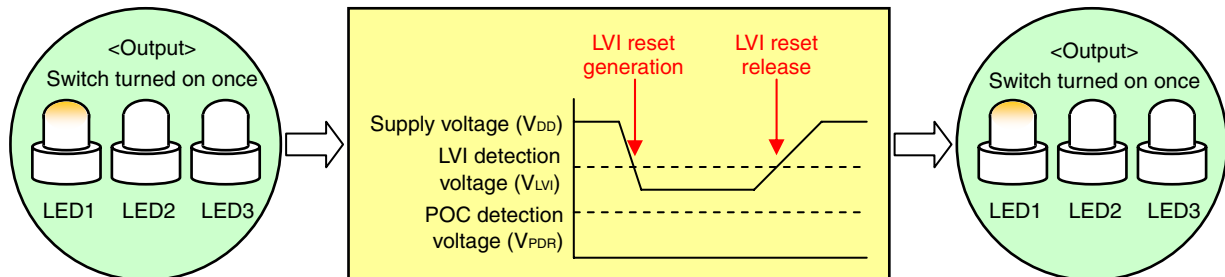 <Output>
Switch turned on once
LED1 LED2 LED3
LVI reset
generation
LVI reset
release
Supply voltage (VDD)
LVI detection
voltage (VLVI)
POC detection
voltage (VPDR)
<Output>
Switch turned on once
LED1 LED2 LED3